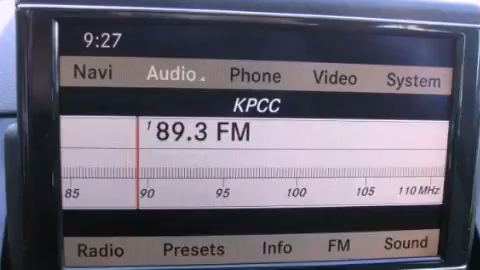 9:27
Navi Audio Phone Video System
KPCC
1 89.3 FM
85 90 95 100 105 110 MHz
Radio Presets Info FM Sound